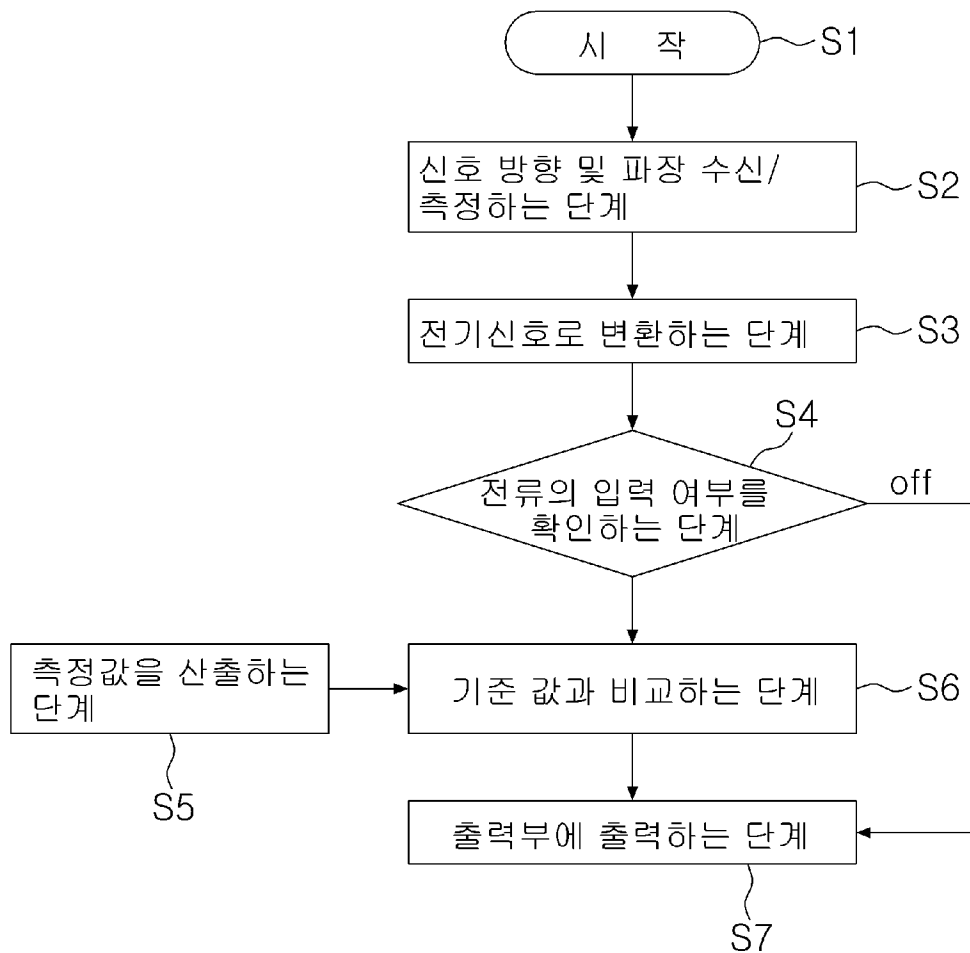 시 작
S1
신호 방향 및 파장 수신/
측정하는 단계
S2
전기신호로 변환하는 단계
S3
S4
전류의 입력 여부를
확인하는 단계
off
측정값을 산출하는
단계
S5
기준 값과 비교하는 단계
S6
출력부에 출력하는 단계
S7